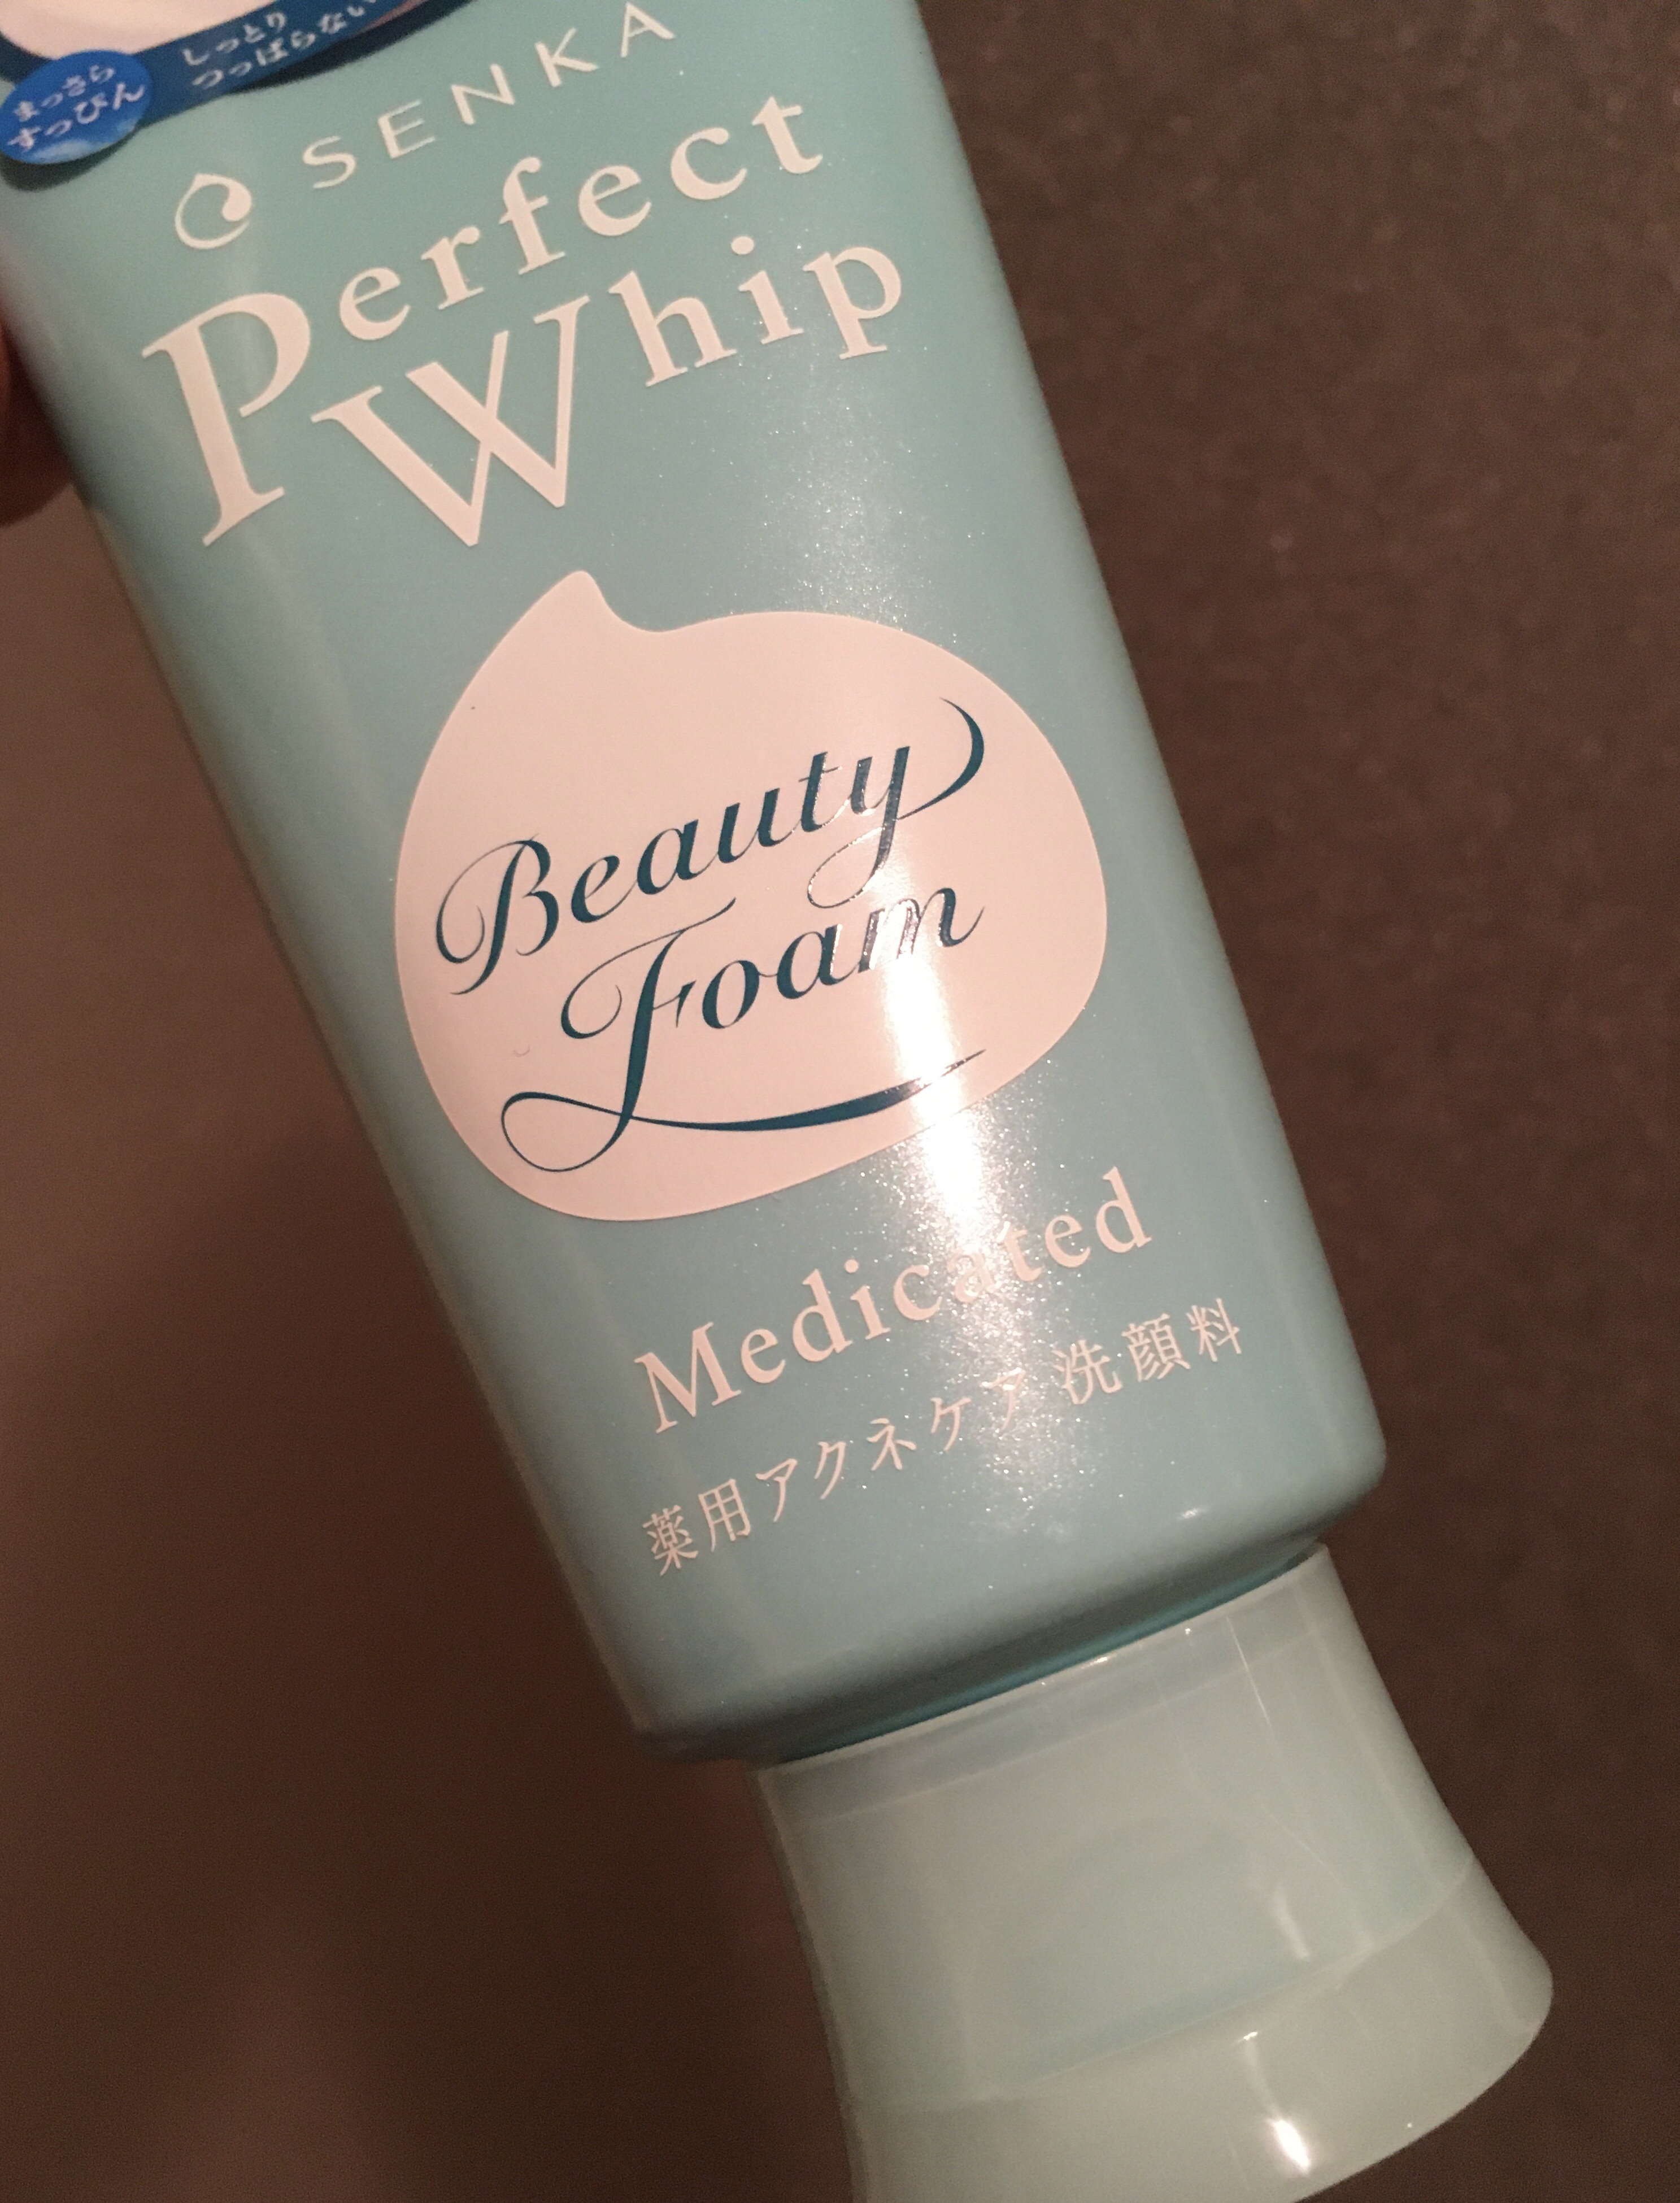 しっとり
つっぱらない
まっさら
すっぴん
SENKA
Perfect
Whip
Beauty
Foam
Medicated
薬用アクネケア 洗顔料